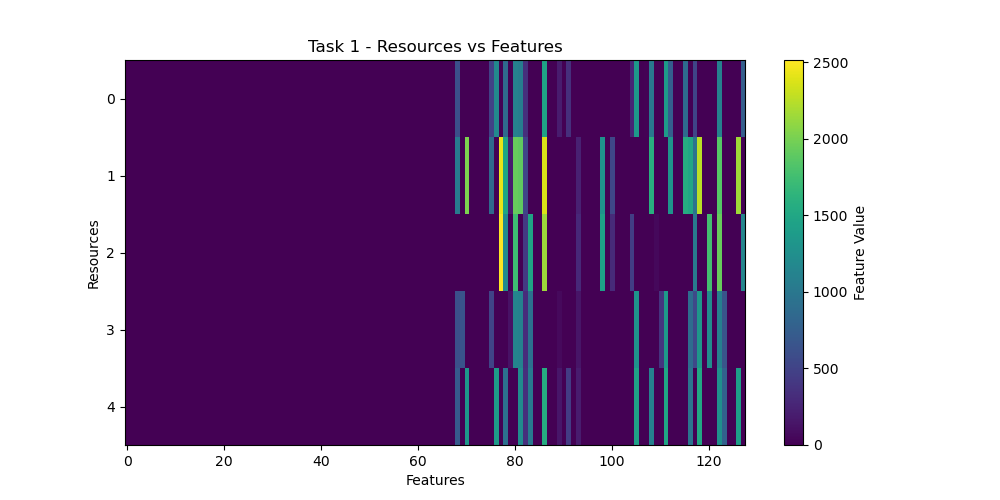 Task 1 - Resources vs Features
Resources
0
1
2
3
4
0 20 40 60 80 100 120
Features
2500
2000
1500
1000
500
0
Feature Value